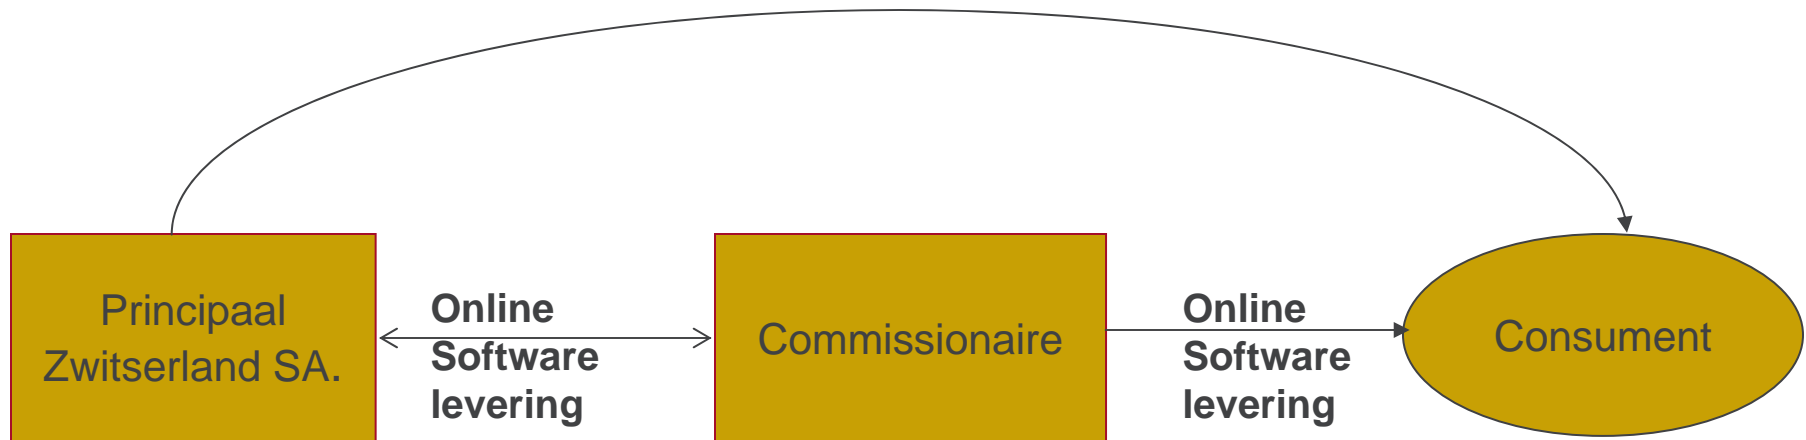 Principaal
Zwitserland SA.
Online
Software
levering
Commissionaire
Online
Software
levering
Consument